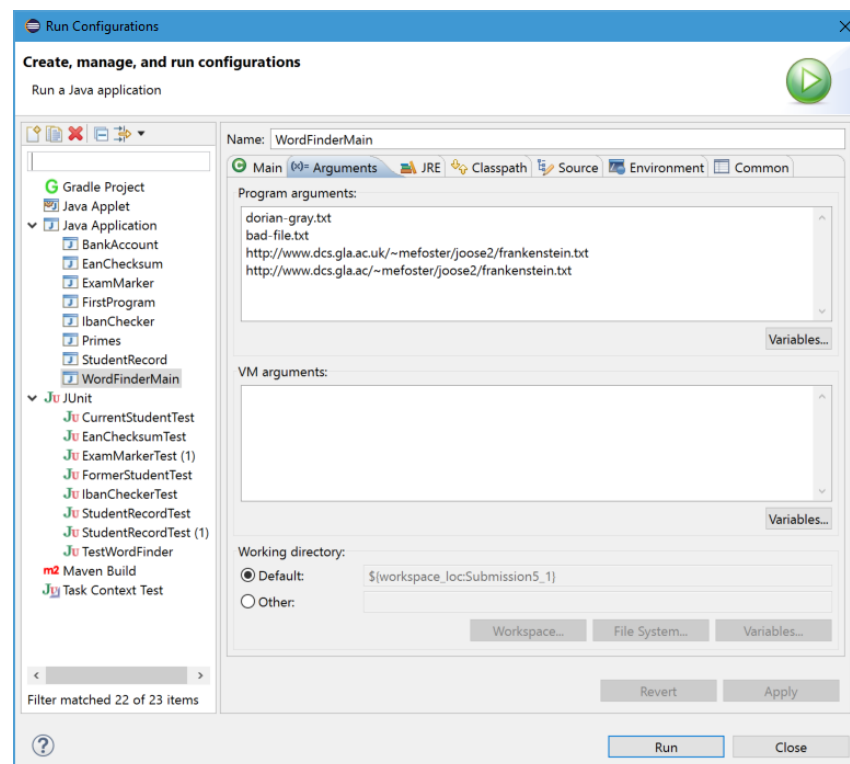 Run Configurations
Create, manage, and run configurations
Run a Java application
Name: WordFinderMain
Main (x)= Arguments JRE Classpath Source Environment Common
Gradle Project
Java Applet
Java Application
BankAccount
EanChecksum
ExamMarker
FirstProgram
IbanChecker
Primes
StudentRecord
WordFinderMain
JUnit
CurrentStudentTest
EanChecksumTest
ExamMarkerTest (1)
FormerStudentTest
IbanCheckerTest
StudentRecordTest
StudentRecordTest (1)
TestWordFinder
m2 Maven Build
Task Context Test
Filter matched 22 of 23 items
Program arguments:
dorian-gray.txt
bad-file.txt
http://www.dcs.gla.ac.uk/~mefoster/joose2/frankenstein.txt
http://www.dcs.gla.ac/~mefoster/joose2/frankenstein.txt
Variables...
VM arguments:
Variables...
Working directory:
Default: ${workspace_loc:Submission5_1}
Other:
Workspace... File System... Variables...
Revert Apply
Run Close